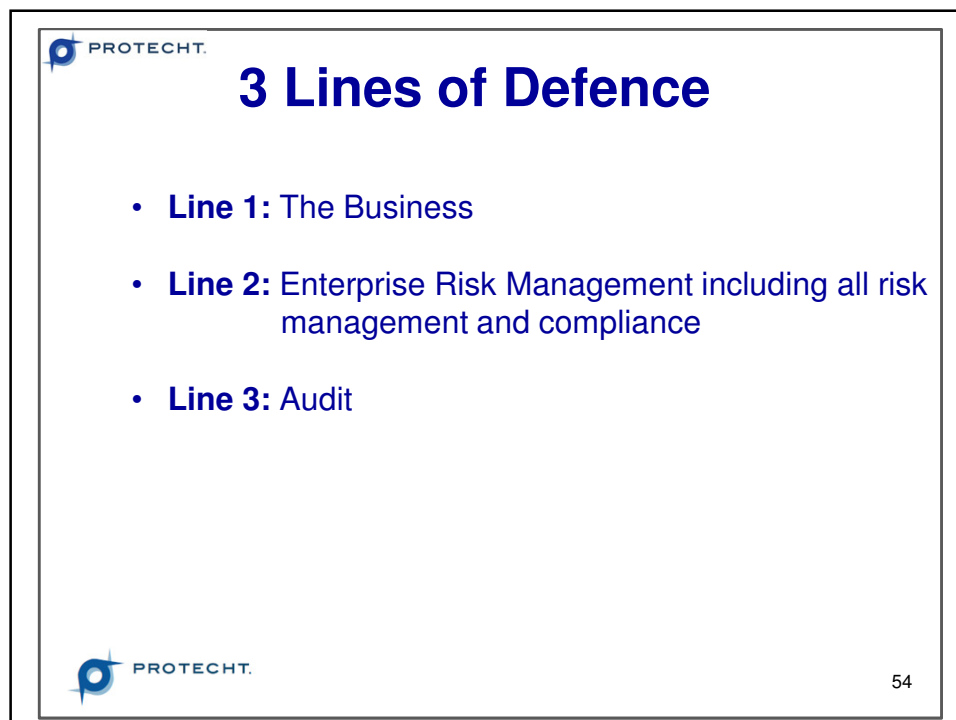 PROTECHT.
3 Lines of Defence
• Line 1: The Business
• Line 2: Enterprise Risk Management including all risk
management and compliance
• Line 3: Audit
PROTECHT.
54